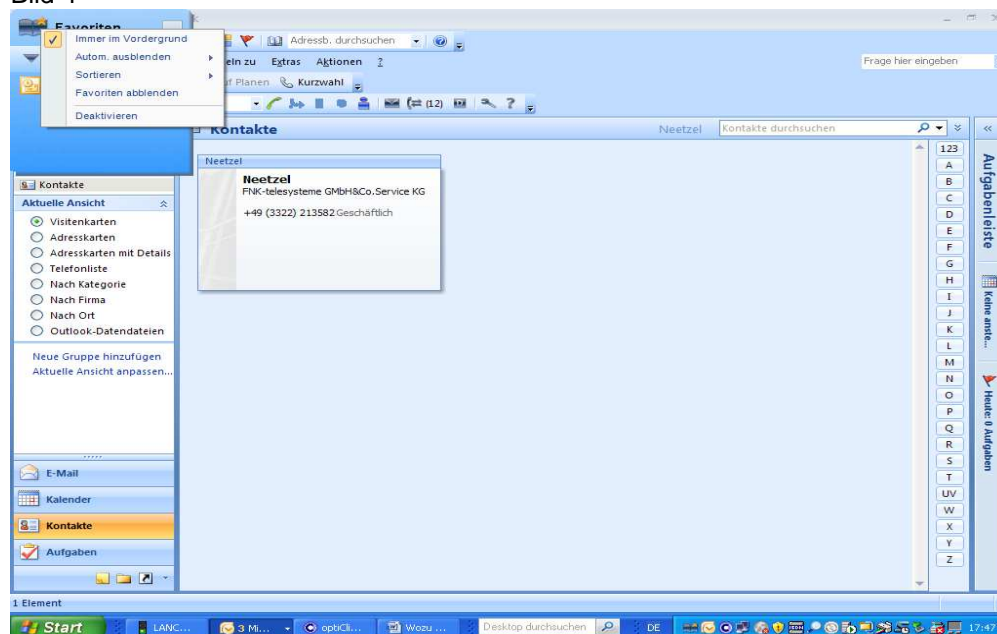 Favoriten
Immer im Vordergrund
Autom. ausblenden
Sortieren
Favoriten abblenden
Deaktivieren
Adressb. durchsuchen
eln zu Extras Aktionen ?
Frage hier eingeben
Planen Kurzwahl
(12) ?
Kontakte
Neetzel Kontakte durchsuchen
Neetzel
Neetzel
FNK-telesysteme GMbH&Co.Service KG
+49 (3322) 213582 Geschäftlich
Kontakte
Aktuelle Ansicht
Visitenkarten
Adresskarten
Adresskarten mit Details
Telefonliste
Nach Kategorie
Nach Firma
Nach Ort
Outlook-Datendateien
Neue Gruppe hinzufügen
Aktuelle Ansicht anpassen...
E-Mail
Kalender
Kontakte
Aufgaben
123
A
B
C
D
E
F
G
H
I
J
K
L
M
N
O
P
Q
R
S
T
UV
W
X
Y
Z
Aufgabenleiste
Keine anste...
Heute: 0 Aufgaben
1 Element
Start LANC... 3 Mi... optiCli... Wozu ... Desktop durchsuchen DE 17:47